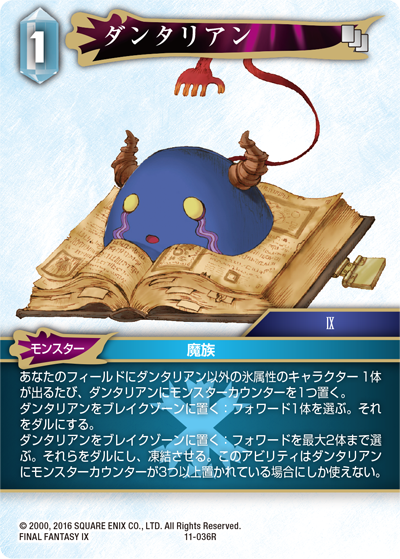 1
ダンタリアン
IX
モンスター
魔族
あなたのフィールドにダンタリアン以外の氷属性のキャラクター 1体
が出るたび、ダンタリアンにモンスターカウンターを1つ置く。
ダンタリアンをブレイクゾーンに置く：フォワード1体を選ぶ。それ
をダルにする。
ダンタリアンをブレイクゾーンに置く：フォワードを最大2体まで選
ぶ。それらをダルにし、凍結させる。このアビリティはダンタリアン
にモンスターカウンターが3つ以上置かれている場合にしか使えない。
© 2000, 2016 SQUARE ENIX CO., LTD. All Rights Reserved.
FINAL FANTASY IX 11-036R